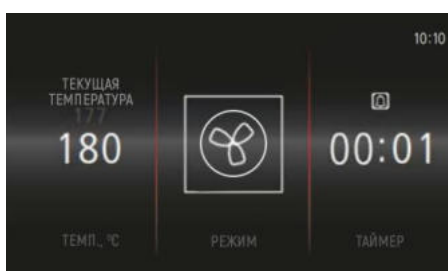 10:10
ТЕКУЩАЯ
ТЕМПЕРАТУРА
177
180
00:01
ТЕМП., °C
РЕЖИМ
ТАЙМЕР